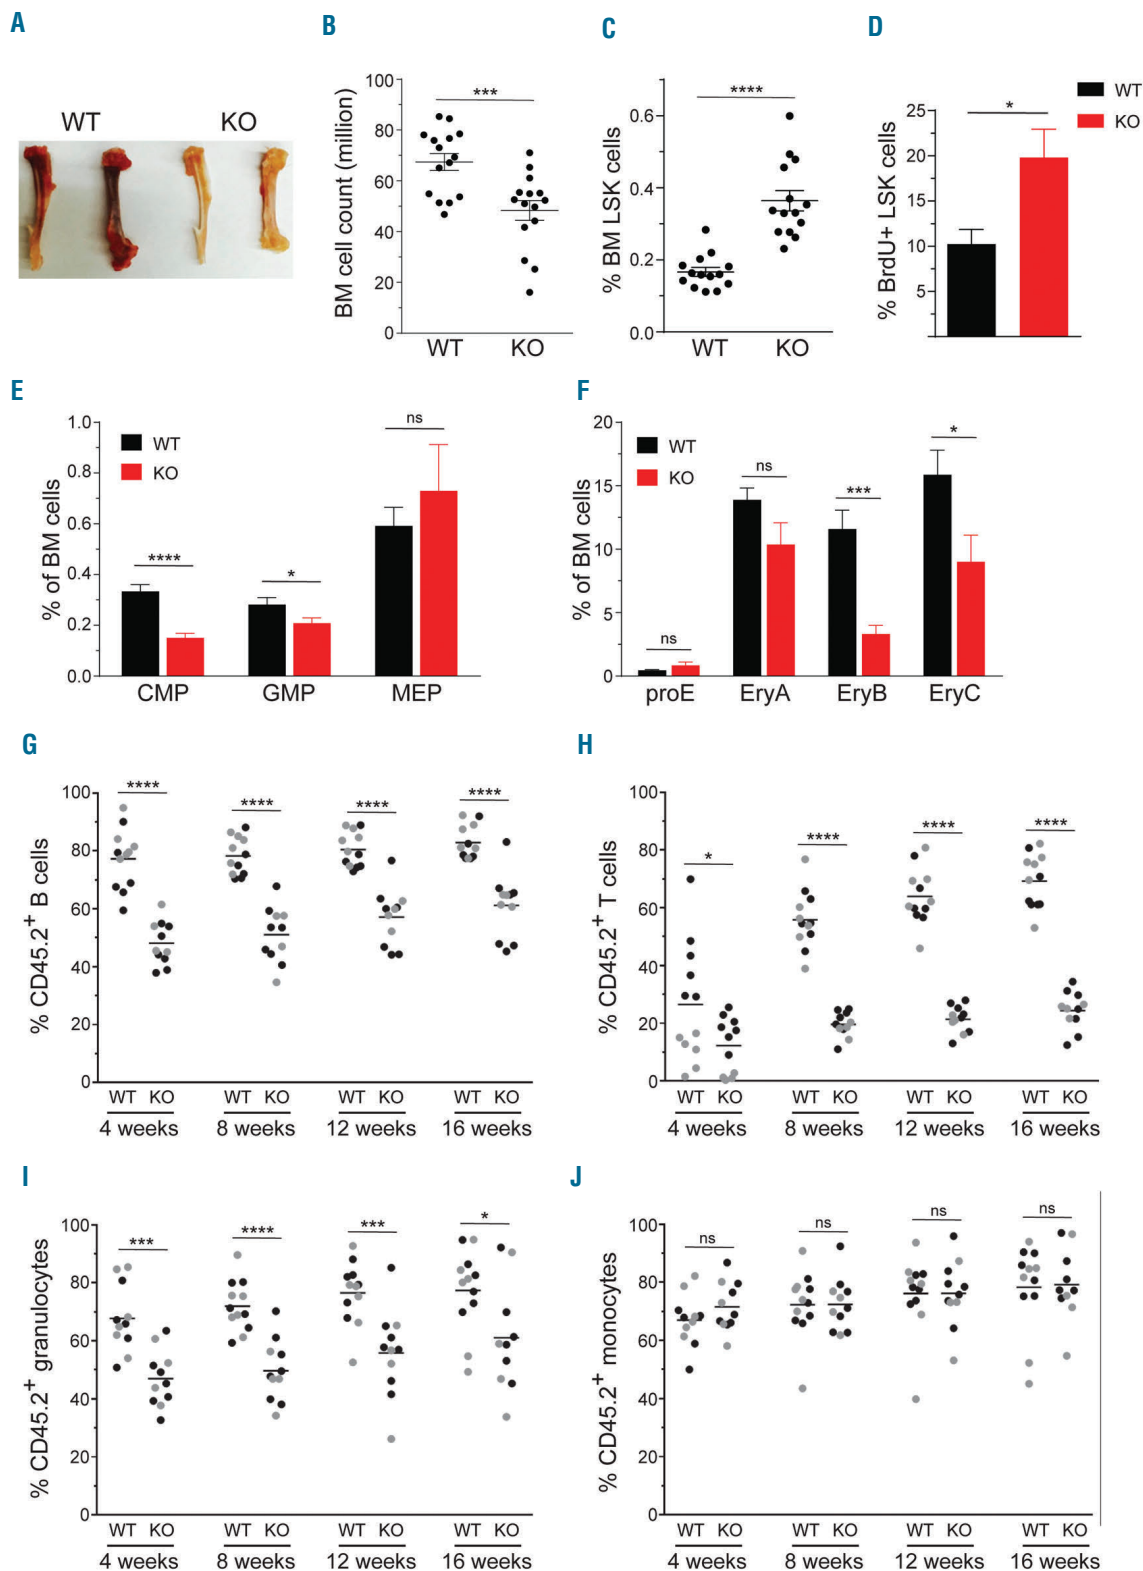 A
WT KO
B
BM cell count (million)
100
80
60
40
20
0
***
WT KO
C
% BM LSK cells
0.6
0.4
0.2
0.0
****
WT KO
D
% BrdU+ LSK cells
25
20
15
10
5
*
WT
KO
E
% of BM cells
1.0
0.8
0.6
0.4
0.2
0.0
WT
KO
****
*
ns
CMP GMP MEP
F
% of BM cells
20
15
10
5
0
WT
KO
ns
ns
***
*
proE EryA EryB EryC
G
% CD45.2+ B cells
100
80
60
40
20
0
**** **** **** ****
WT KO WT KO WT KO WT KO
4 weeks 8 weeks 12 weeks 16 weeks
H
% CD45.2+ T cells
100
80
60
40
20
0
* **** **** ****
WT KO WT KO WT KO WT KO
4 weeks 8 weeks 12 weeks 16 weeks
I
% CD45.2+ granulocytes
100
80
60
40
20
0
*** **** *** *
WT KO WT KO WT KO WT KO
4 weeks 8 weeks 12 weeks 16 weeks
J
% CD45.2+ monocytes
100
80
60
40
20
0
ns ns ns ns
WT KO WT KO WT KO WT KO
4 weeks 8 weeks 12 weeks 16 weeks